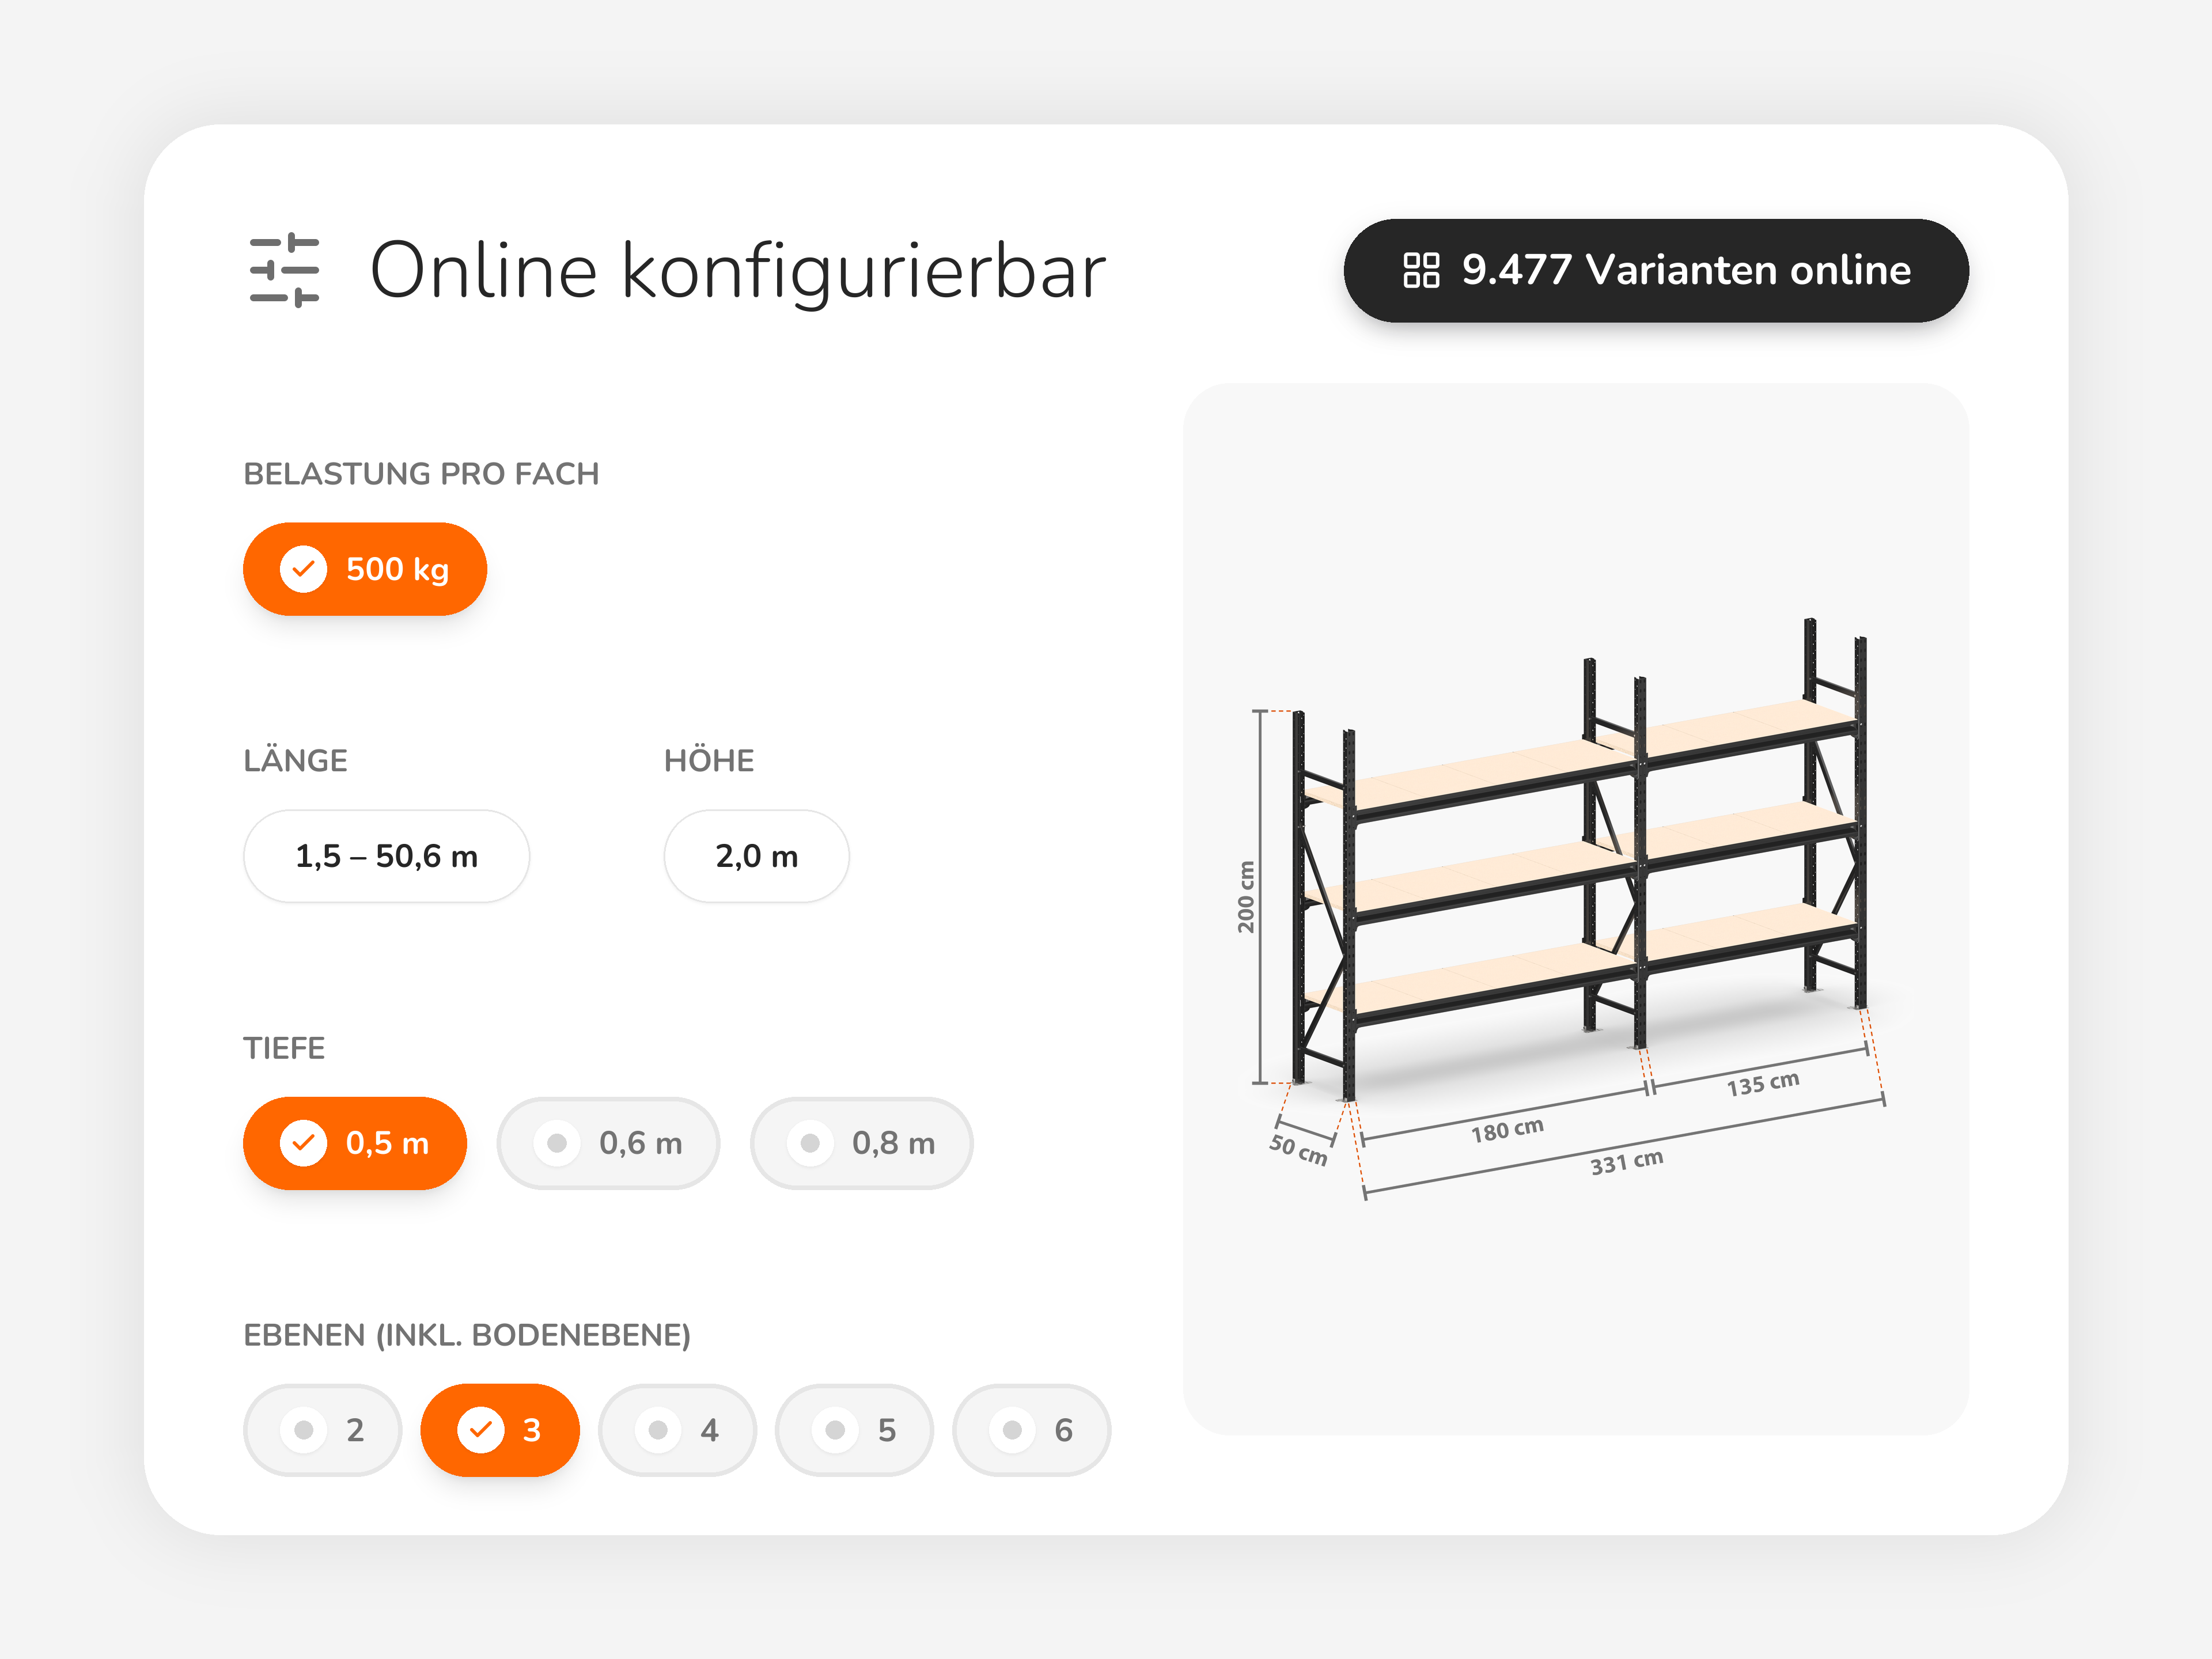 Online konfigurierbar
9.477 Varianten online
BELASTUNG PRO FACH
500 kg
LÄNGE
HÖHE
1,5 – 50,6 m
2,0 m
TIEFE
0,5 m
0,6 m
0,8 m
EBENEN (INKL. BODENEBENE)
2
3
4
5
6
200 cm
50 cm
180 cm
135 cm
331 cm